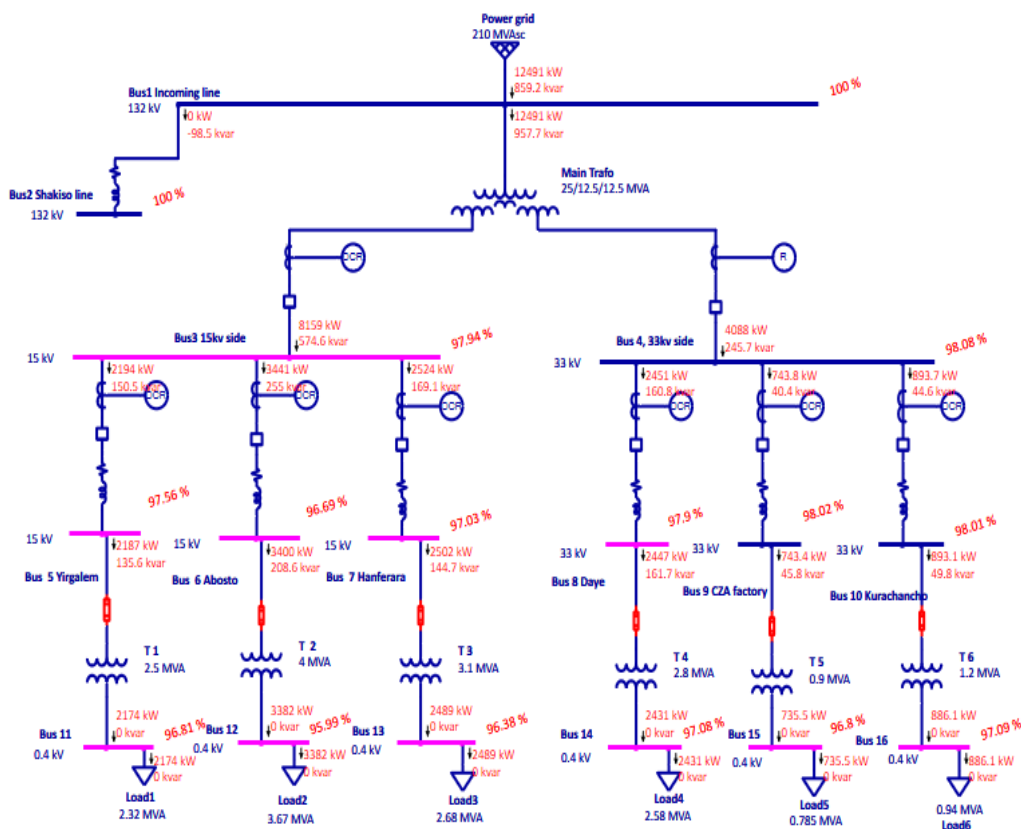 Power grid
210 MVAsc
12491 kW
859.2 kvar
Bus1 Incoming line
132 kV
100 %
0 kW
-98.5 kvar
12491 kW
957.7 kvar
Bus2 Shakiso line
132 kV
100 %
Main Trafo
25/12.5/12.5 MVA
OCR
R
8159 kW
574.6 kvar
Bus3 15kv side
97.94 %
15 kV
4088 kW
245.7 kvar
Bus 4, 33kv side
98.08 %
33 kV
2194 kW
150.5 kvar
OCR
3441 kW
255 kvar
OCR
2524 kW
169.1 kvar
OCR
2451 kW
160.8 kvar
OCR
743.8 kW
40.4 kvar
OCR
893.7 kW
44.6 kvar
OCR
97.56 %
15 kV
2187 kW
135.6 kvar
Bus 5 Yirgalem
96.69 %
15 kV
3400 kW
208.6 kvar
Bus 6 Abosto
97.03 %
15 kV
2502 kW
144.7 kvar
Bus 7 Hanferara
97.9 %
33 kV
2447 kW
161.7 kvar
Bus 8 Daye
98.02 %
33 kV
743.4 kW
45.8 kvar
Bus 9 CZA factory
98.01 %
33 kV
893.1 kW
49.8 kvar
Bus 10 Kurachancho
T 1
2.5 MVA
T 2
4 MVA
T 3
3.1 MVA
T 4
2.8 MVA
T 5
0.9 MVA
T 6
1.2 MVA
2174 kW
0 kvar
96.81 %
Bus 11
0.4 kV
2174 kW
0 kvar
Load1
2.32 MVA
3382 kW
0 kvar
95.99 %
Bus 12
0.4 kV
3382 kW
0 kvar
Load2
3.67 MVA
2489 kW
0 kvar
96.38 %
Bus 13
0.4 kV
2489 kW
0 kvar
Load3
2.68 MVA
2431 kW
0 kvar
97.08 %
Bus 14
0.4 kV
2431 kW
0 kvar
Load4
2.58 MVA
735.5 kW
0 kvar
96.8 %
Bus 15
0.4 kV
735.5 kW
0 kvar
Load5
0.785 MVA
886.1 kW
0 kvar
97.09 %
Bus 16
0.4 kV
886.1 kW
0 kvar
0.94 MVA
Load6